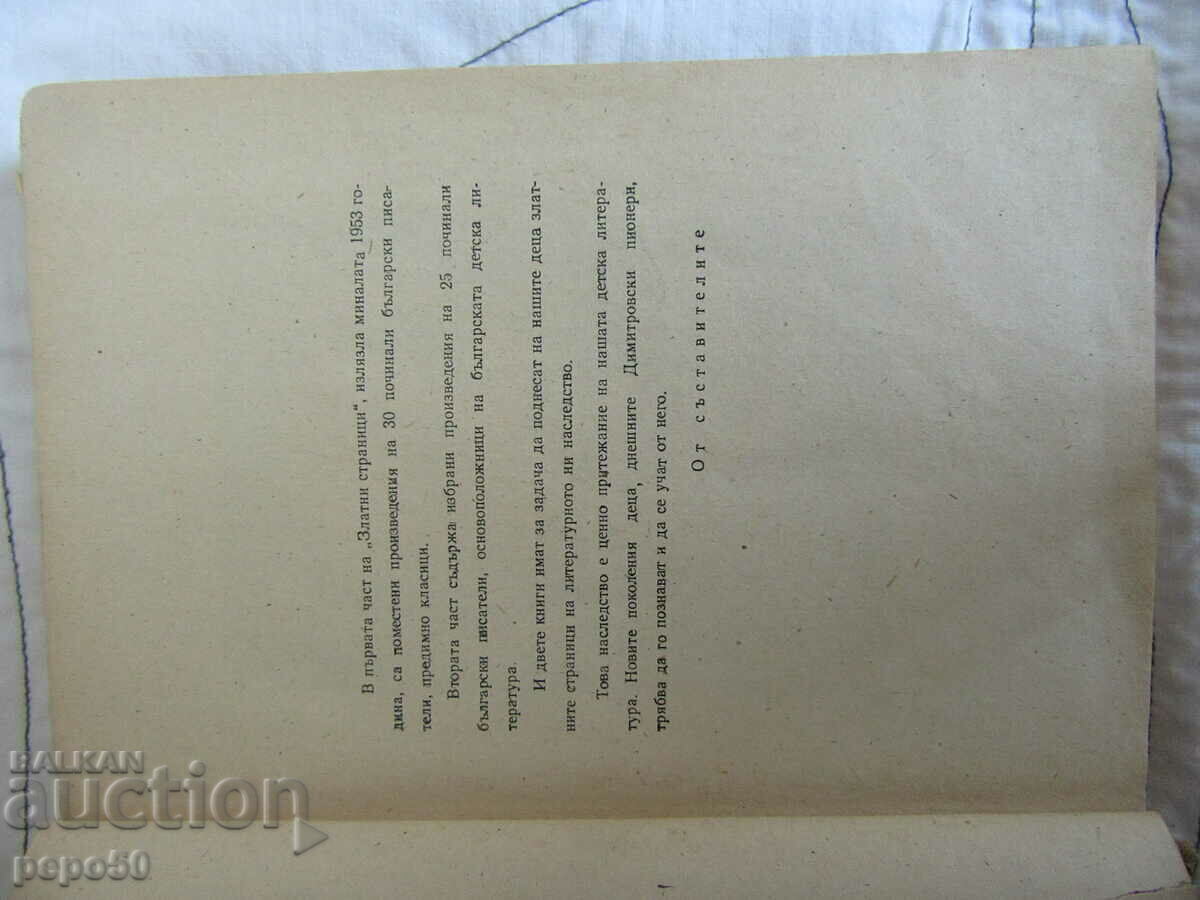 В първата част на „Златни страници“, излязла миналата 1953 го-
дина, са поместени произведения на 30 починали български писа-
тели, предимно класици.
Втората част съдържа избрани произведения на 25 починали
български писатели, основоположници на българската детска ли-
тература.
И двете книги имат за задача да поднесат на нашите деца злат-
ните страници на литературното ни наследство.
Това наследство е ценно притежание на нашата детска литера-
тура. Новите поколения деца, днешните Димитровски пионери,
трябва да го познават и да се учат от него.
От съставителите
BALKAN
auction
pepo50